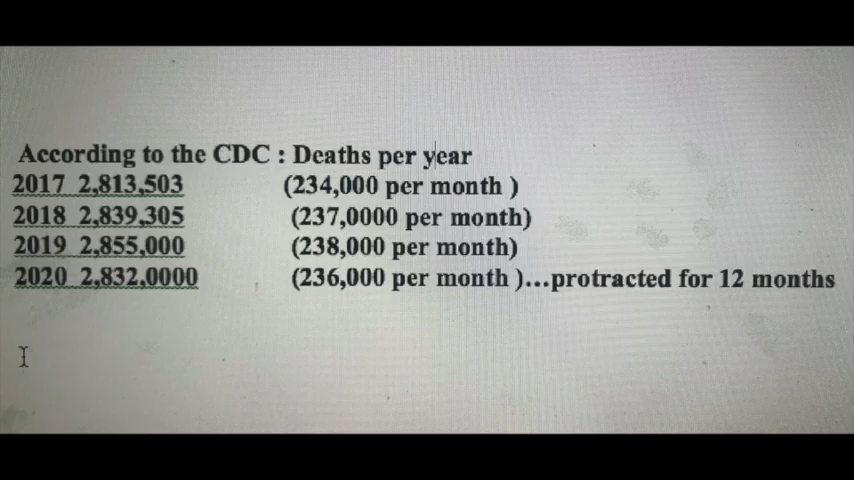 According to the CDC : Deaths per year
2017 2,813,503 (234,000 per month )
2018 2,839,305 (237,0000 per month)
2019 2,855,000 (238,000 per month)
2020 2,832,0000 (236,000 per month )...protracted for 12 months